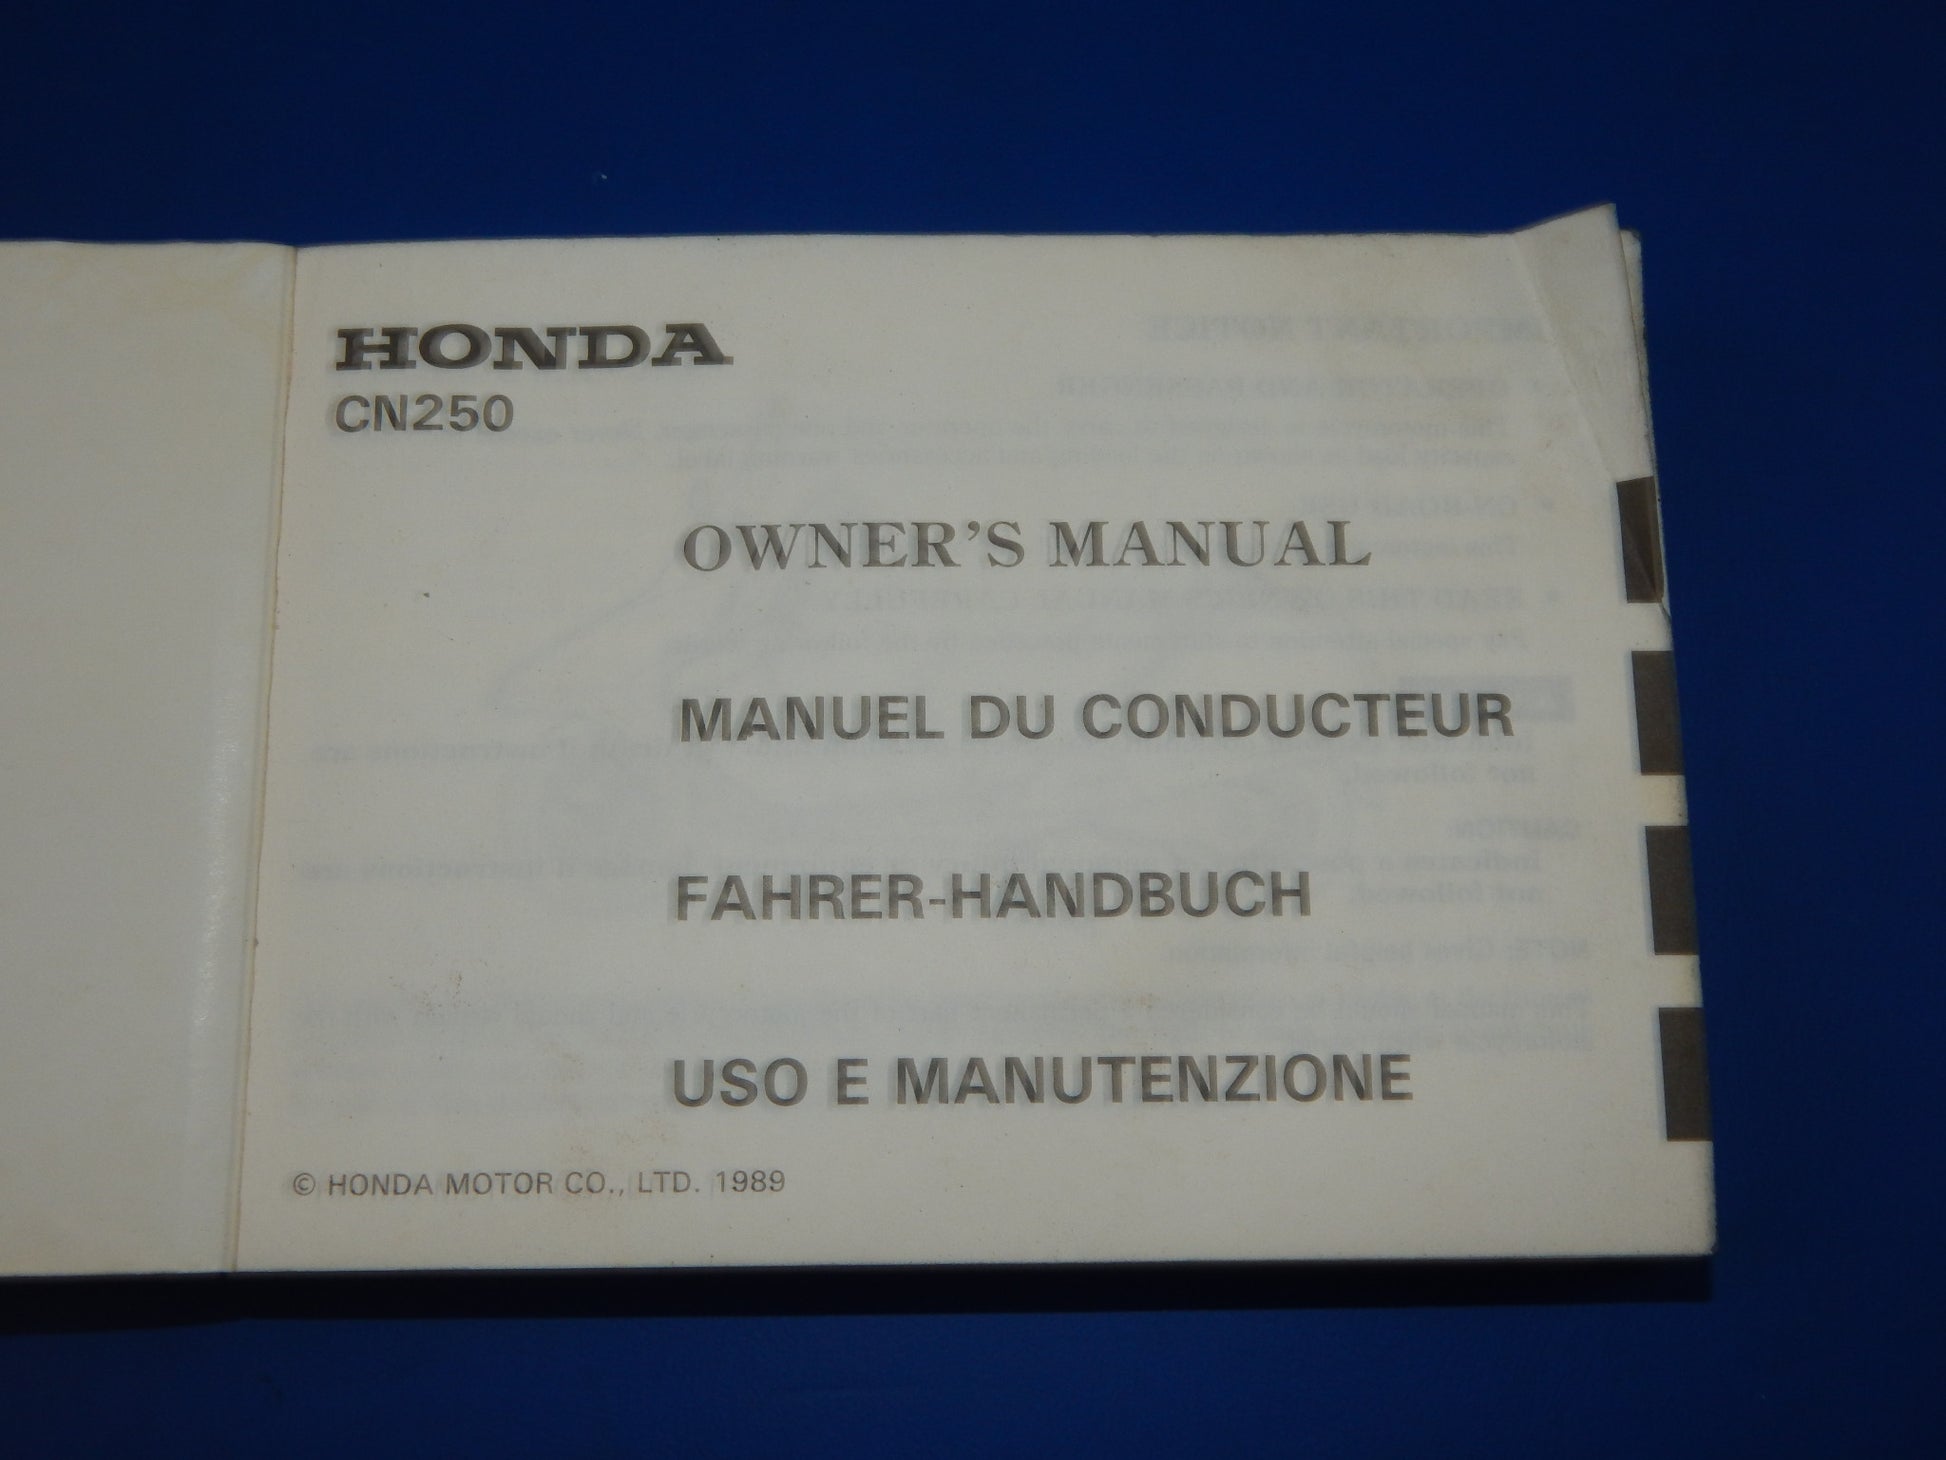 HONDA
CN250
OWNER'S MANUAL
MANUEL DU CONDUCTEUR
FAHRER-HANDBUCH
USO E MANUTENZIONE
© HONDA MOTOR CO., LTD. 1989